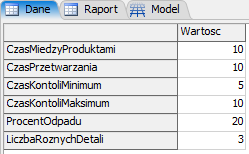 Dane Raport Model
Wartosc
CzasMiedzyProduktami 10
CzasPrzetwarzania 10
CzasKontoliMinimum 5
CzasKontoliMaksimum 10
ProcentOdpadu 20
LiczbaRoznychDetali 3